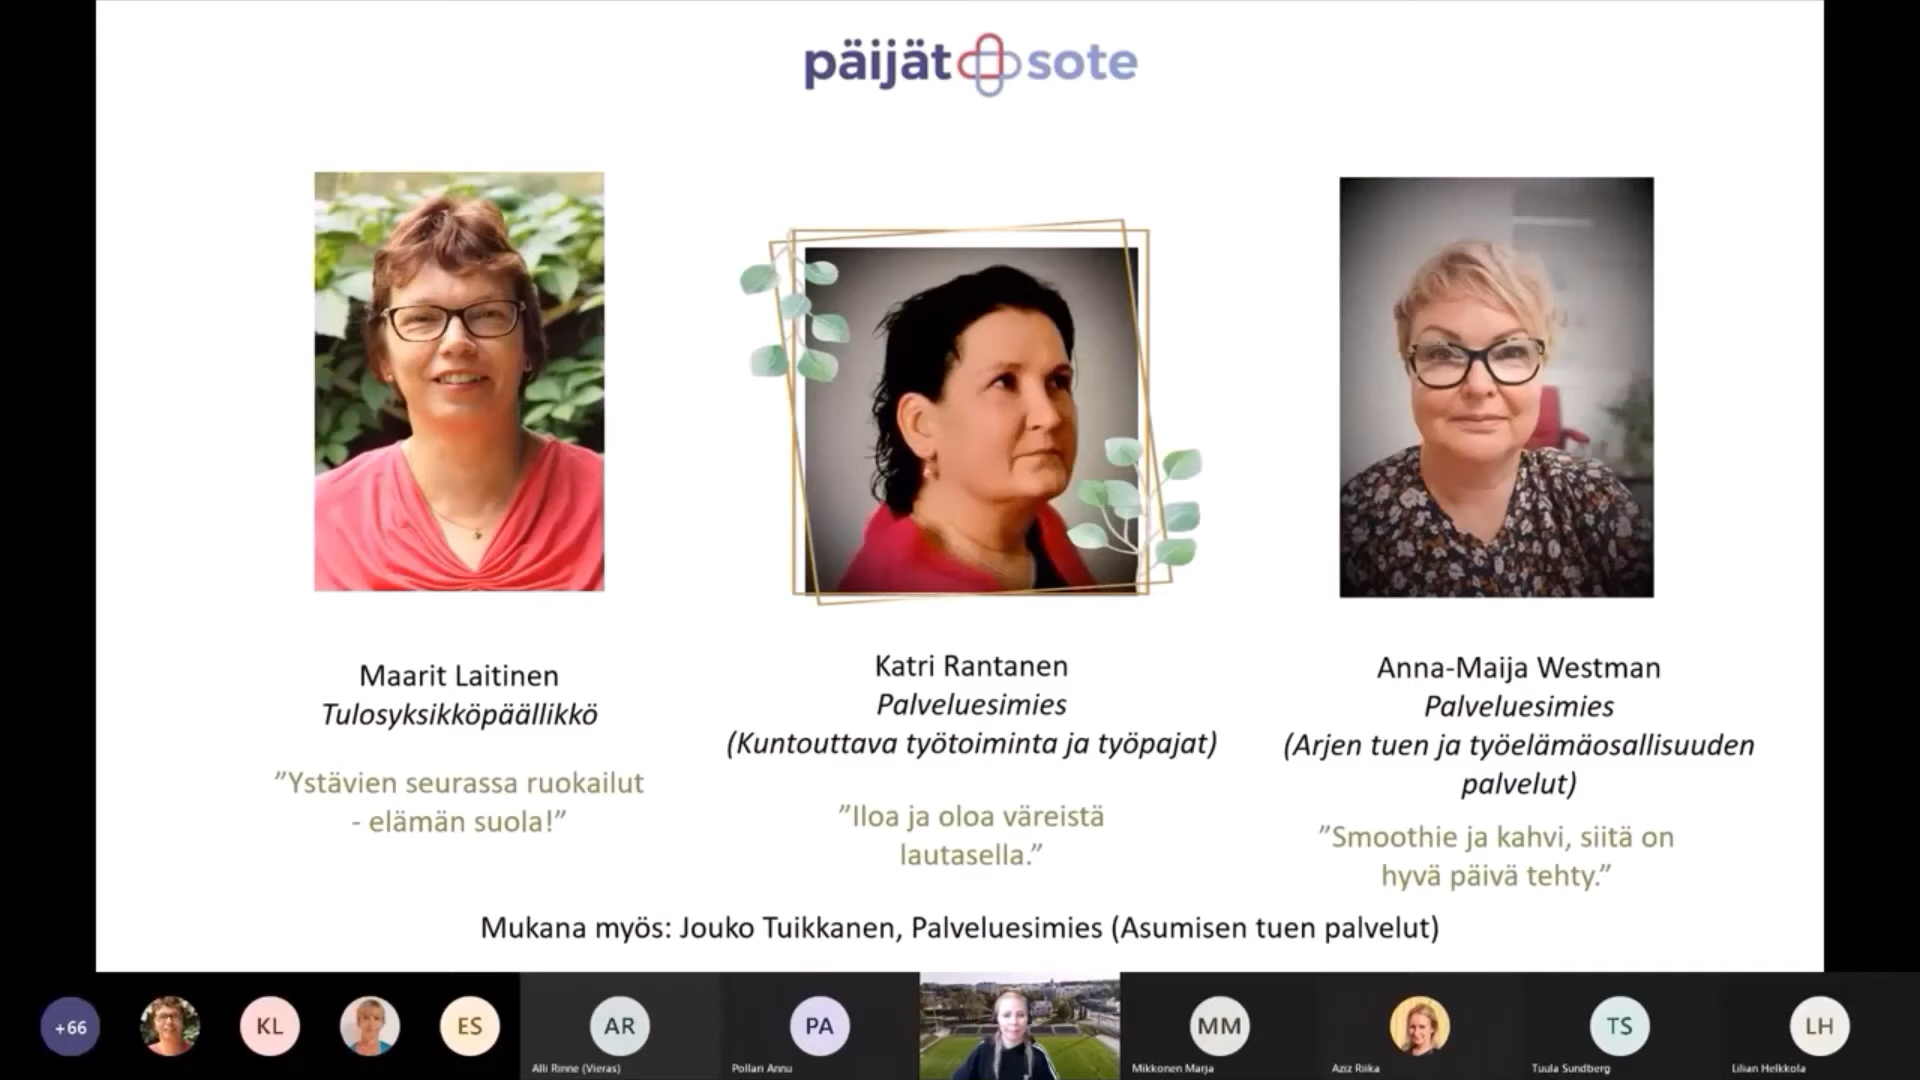 päijät sote
Maarit Laitinen
Tulosyksikköpäällikkö
”Ystävien seurassa ruokailut
- elämän suola!”
Katri Rantanen
Palveluesimies
(Kuntouttava työtoiminta ja työpajat)
”Iloa ja oloa väreistä
lautasella.”
Anna-Maija Westman
Palveluesimies
(Arjen tuen ja työelämäosallisuuden
palvelut)
”Smoothie ja kahvi, siitä on
hyvä päivä tehty.”
Mukana myös: Jouko Tuikkanen, Palveluesimies (Asumisen tuen palvelut)
+66
KL
ES
AR
Alli Rinne (Vieras)
PA
Pollari Annu
MM
Mikkonen Marja
Aziz Riika
TS
Tuula Sundberg
LH
Lilian Helkkola